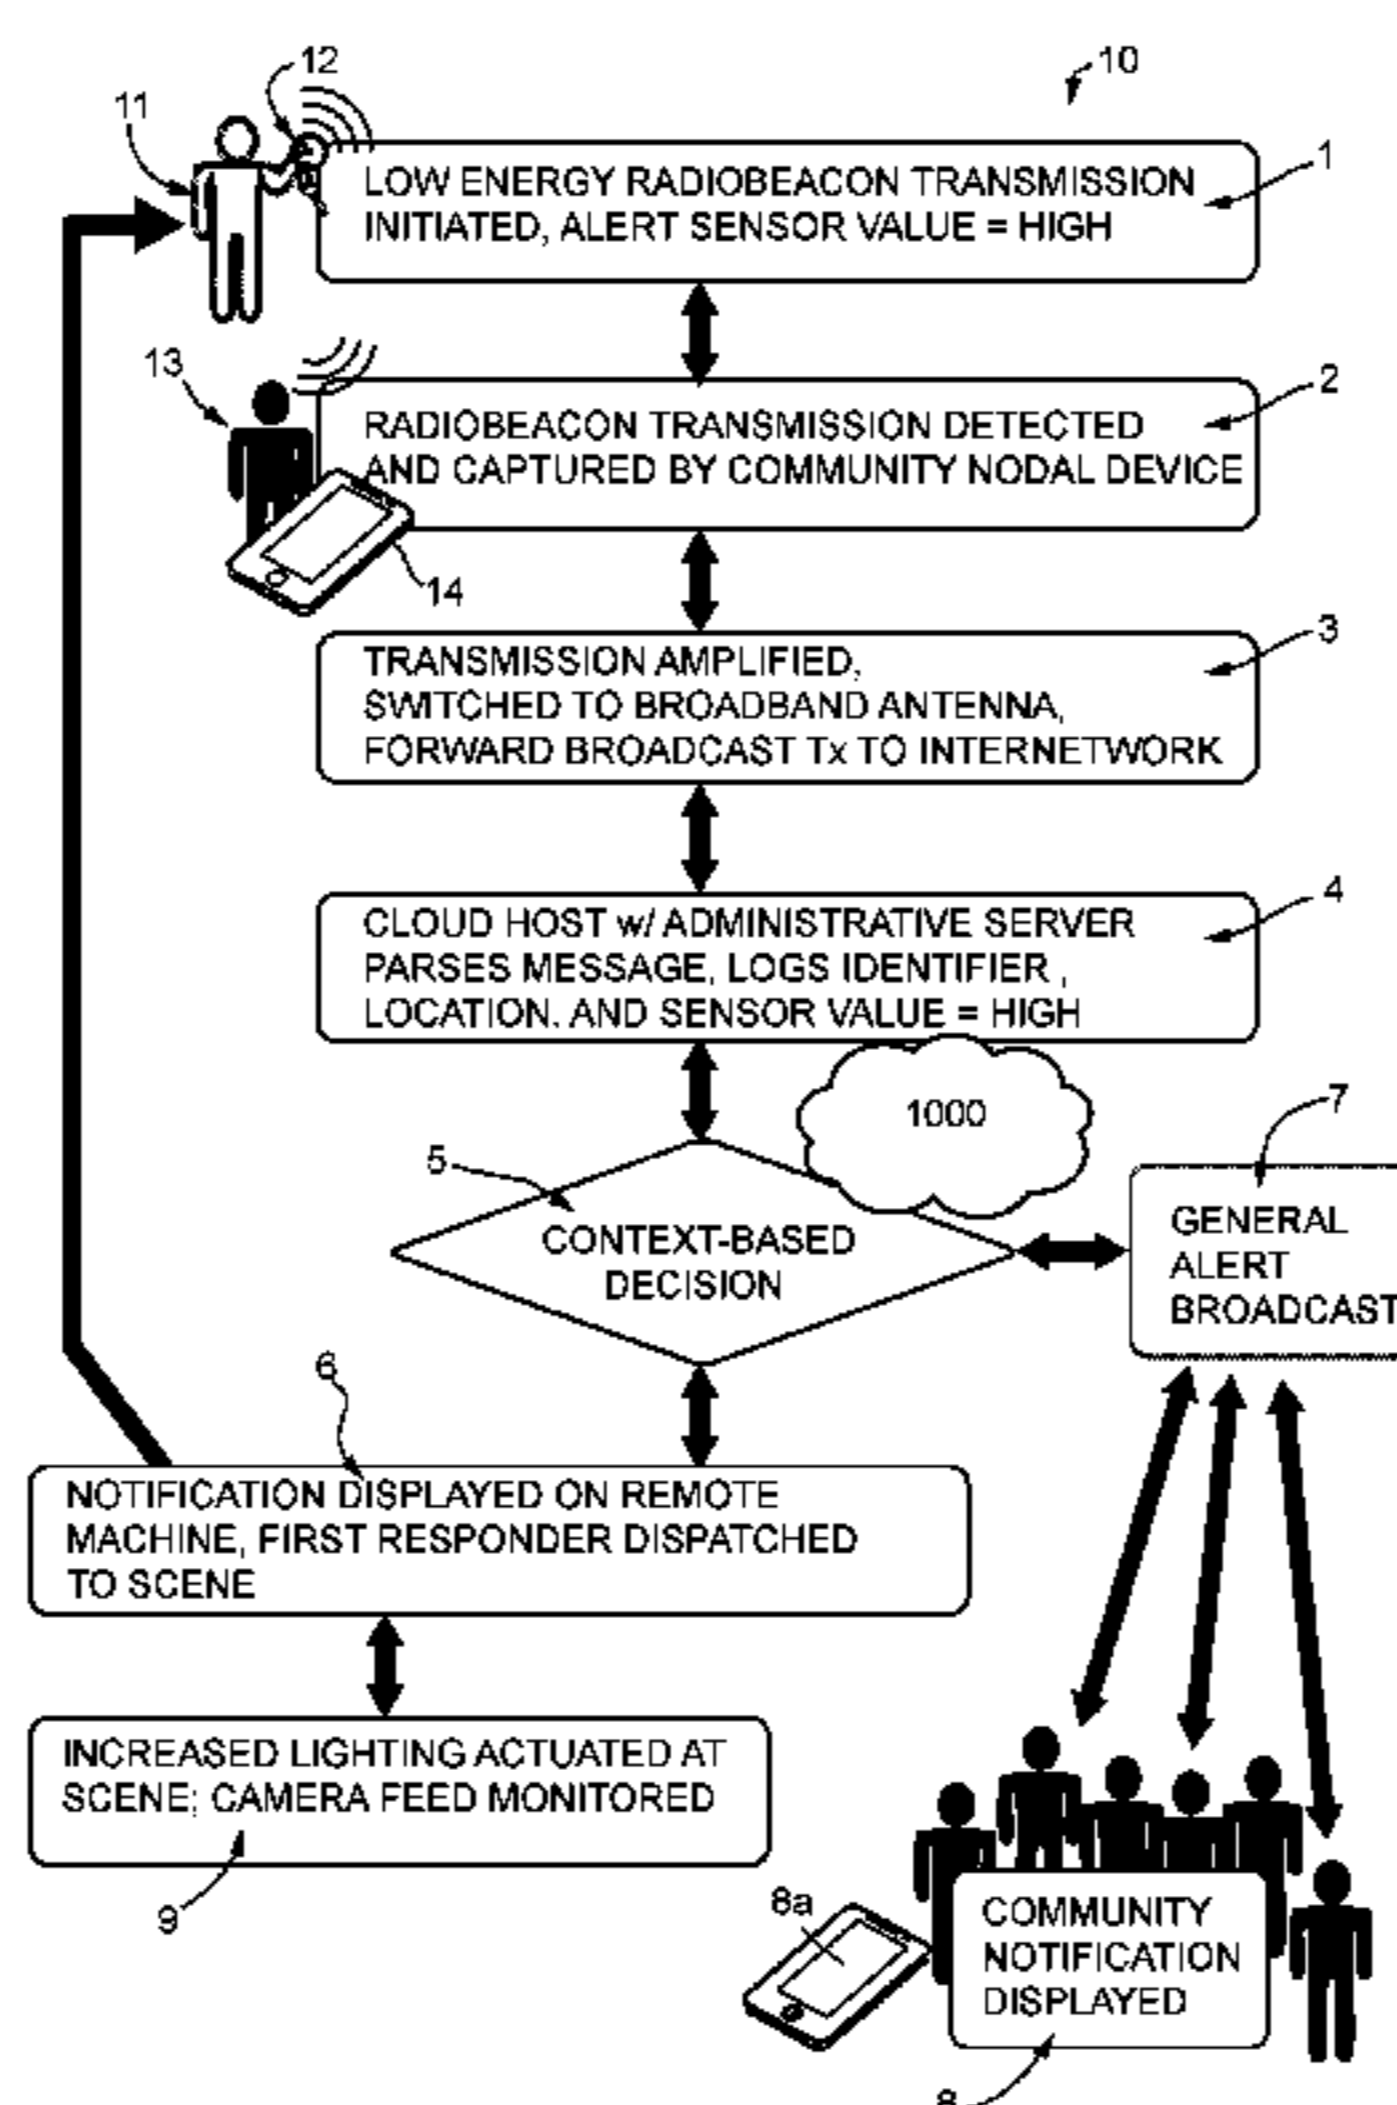 12
10
11
1
LOW ENERGY RADIOBEACON TRANSMISSION
INITIATED, ALERT SENSOR VALUE = HIGH
13
2
RADIOBEACON TRANSMISSION DETECTED
AND CAPTURED BY COMMUNITY NODAL DEVICE
14
3
TRANSMISSION AMPLIFIED,
SWITCHED TO BROADBAND ANTENNA,
FORWARD BROADCAST Tx TO INTERNETWORK
4
CLOUD HOST w/ ADMINISTRATIVE SERVER
PARSES MESSAGE, LOGS IDENTIFIER ,
LOCATION. AND SENSOR VALUE = HIGH
1000
7
5
CONTEXT-BASED
DECISION
GENERAL
ALERT
BROADCAST
6
NOTIFICATION DISPLAYED ON REMOTE
MACHINE, FIRST RESPONDER DISPATCHED
TO SCENE
INCREASED LIGHTING ACTUATED AT
SCENE; CAMERA FEED MONITORED
9
8a
COMMUNITY
NOTIFICATION
DISPLAYED
8